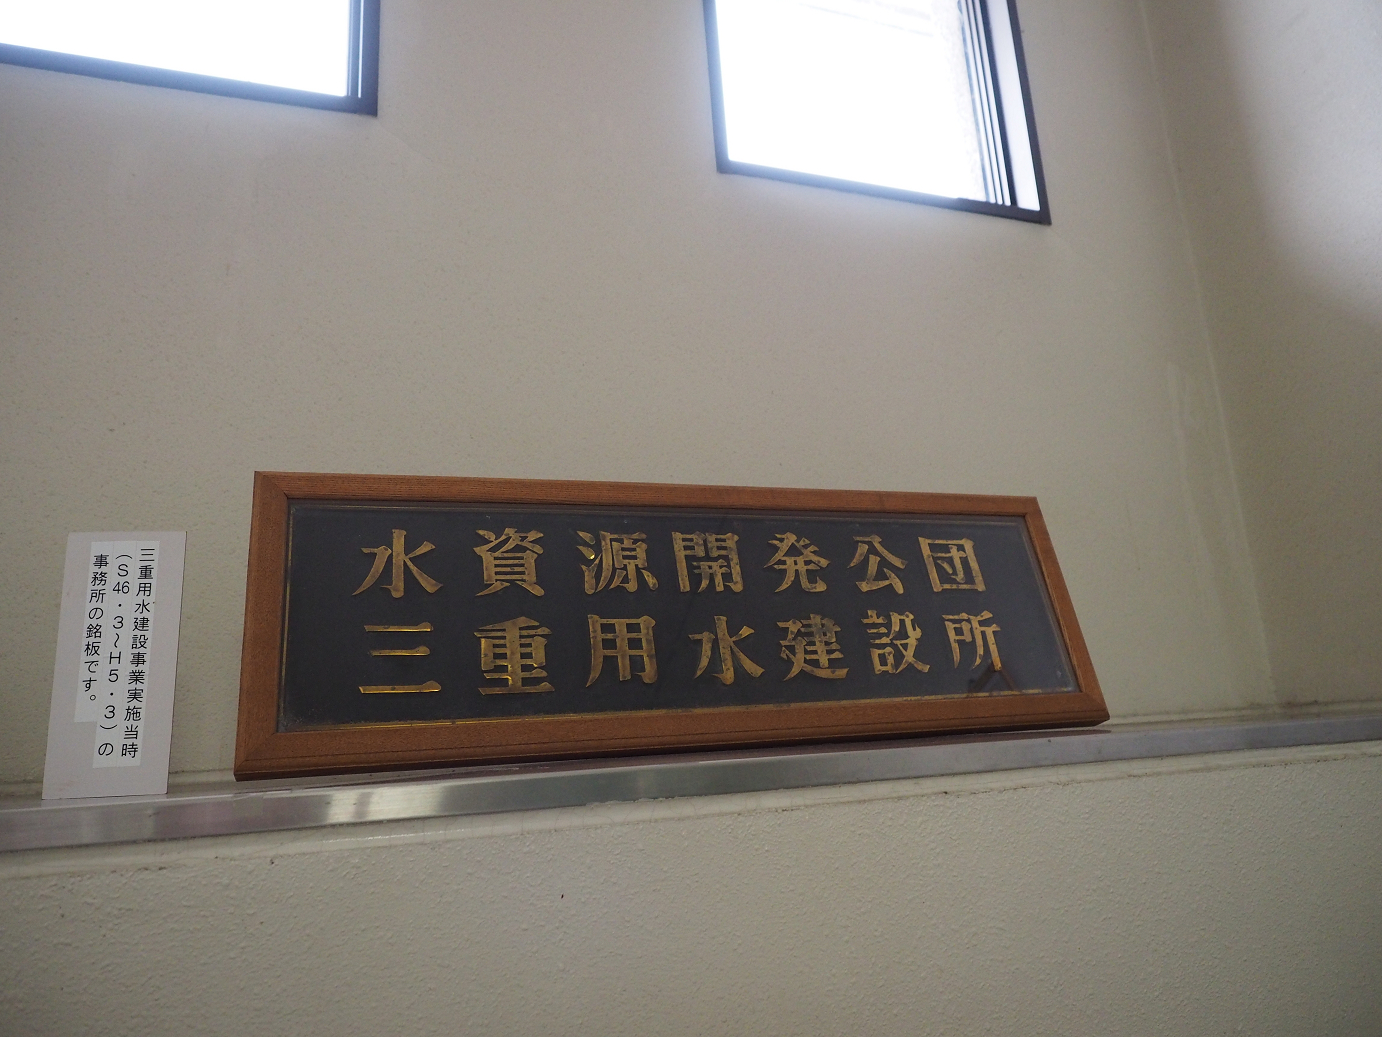 水資源開発公団
三重用水建設所
三重用水建設事業実施当時
（S46・3～H5・3）の
事務所の銘板です。